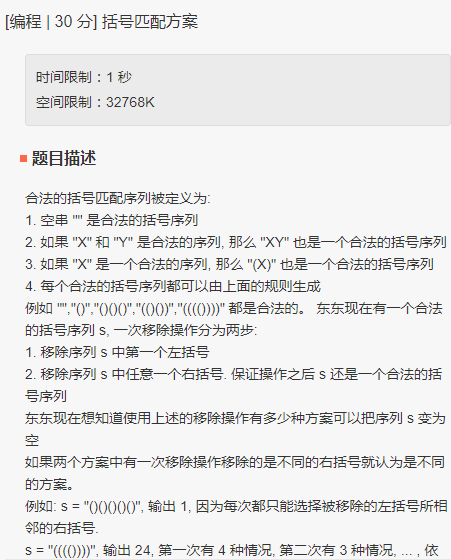 [编程 | 30 分] 括号匹配方案
时间限制：1 秒
空间限制：32768K
题目描述
合法的括号匹配序列被定义为:
1. 空串 "" 是合法的括号序列
2. 如果 "X" 和 "Y" 是合法的序列, 那么 "XY" 也是一个合法的括号序列
3. 如果 "X" 是一个合法的序列, 那么 "(X)" 也是一个合法的括号序列
4. 每个合法的括号序列都可以由上面的规则生成
例如 "","()","()()()","(()())","(((())))" 都是合法的。 东东现在有一个合法
的括号序列 s, 一次移除操作分为两步:
1. 移除序列 s 中第一个左括号
2. 移除序列 s 中任意一个右括号. 保证操作之后 s 还是一个合法的括
号序列
东东现在想知道使用上述的移除操作有多少种方案可以把序列 s 变为
空
如果两个方案中有一次移除操作移除的是不同的右括号就认为是不同
的方案。
例如: s = "()()()()()", 输出 1, 因为每次都只能选择被移除的左括号所相
邻的右括号.
s = "(((())))", 输出 24, 第一次有 4 种情况, 第二次有 3 种情况, ... , 依